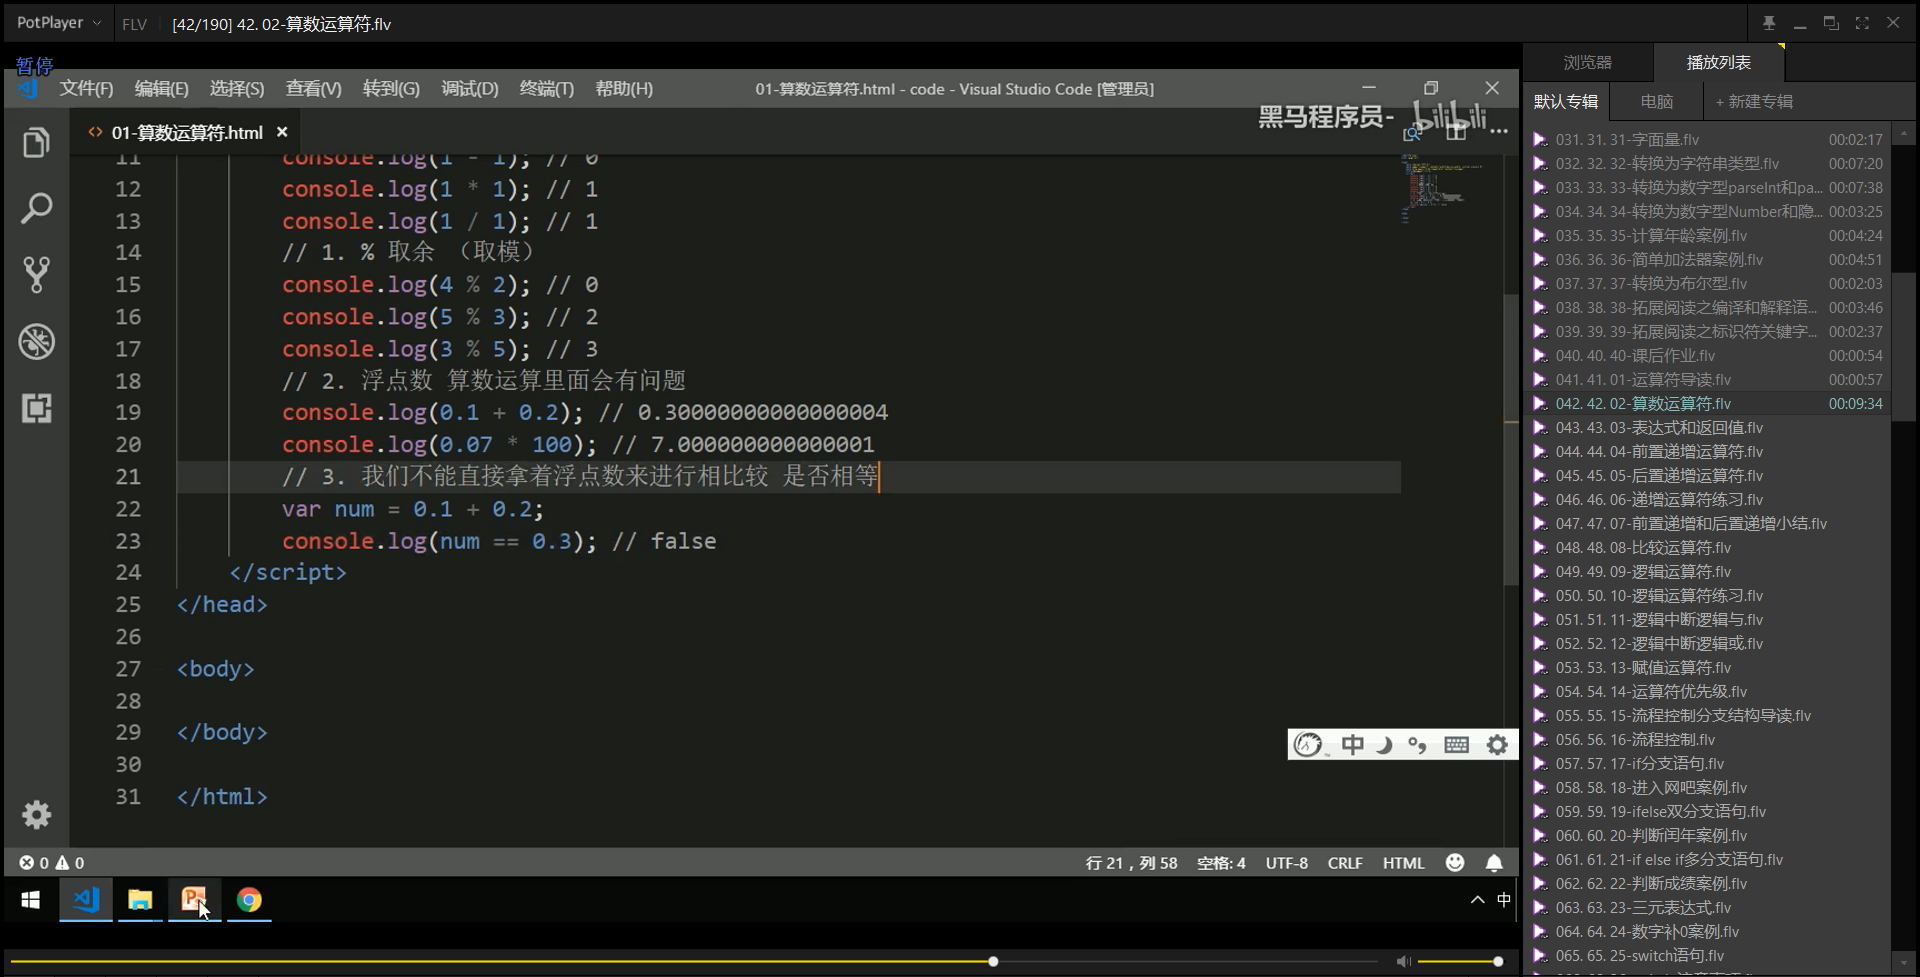 PotPlayer
FLV
[42/190] 42. 02-算数运算符.flv
暂停
文件(F) 编辑(E) 选择(S) 查看(V) 转到(G) 调试(D) 终端(T) 帮助(H)
01-算数运算符.html - code - Visual Studio Code [管理员]
01-算数运算符.html
黑马程序员-
bilibili
11 console.log(1 - 1); // 0
12 console.log(1 * 1); // 1
13 console.log(1 / 1); // 1
14 // 1. % 取余 （取模）
15 console.log(4 % 2); // 0
16 console.log(5 % 3); // 2
17 console.log(3 % 5); // 3
18 // 2. 浮点数 算数运算里面会有问题
19 console.log(0.1 + 0.2); // 0.30000000000000004
20 console.log(0.07 * 100); // 7.000000000000001
21 // 3. 我们不能直接拿着浮点数来进行相比较 是否相等
22 var num = 0.1 + 0.2;
23 console.log(num == 0.3); // false
24 </script>
25 </head>
26
27 <body>
28
29 </body>
30
31 </html>
中
0 0
行 21，列 58 空格: 4 UTF-8 CRLF HTML
中
浏览器 播放列表
默认专辑 电脑 + 新建专辑
031. 31. 31-字面量.flv 00:02:17
032. 32. 32-转换为字符串类型.flv 00:07:20
033. 33. 33-转换为数字型parseInt和pa... 00:07:38
034. 34. 34-转换为数字型Number和隐... 00:03:25
035. 35. 35-计算年龄案例.flv 00:04:24
036. 36. 36-简单加法器案例.flv 00:04:51
037. 37. 37-转换为布尔型.flv 00:02:03
038. 38. 38-拓展阅读之编译和解释语... 00:03:46
039. 39. 39-拓展阅读之标识符关键字... 00:02:37
040. 40. 40-课后作业.flv 00:00:54
041. 41. 01-运算符导读.flv 00:00:57
042. 42. 02-算数运算符.flv 00:09:34
043. 43. 03-表达式和返回值.flv
044. 44. 04-前置递增运算符.flv
045. 45. 05-后置递增运算符.flv
046. 46. 06-递增运算符练习.flv
047. 47. 07-前置递增和后置递增小结.flv
048. 48. 08-比较运算符.flv
049. 49. 09-逻辑运算符.flv
050. 50. 10-逻辑运算符练习.flv
051. 51. 11-逻辑中断逻辑与.flv
052. 52. 12-逻辑中断逻辑或.flv
053. 53. 13-赋值运算符.flv
054. 54. 14-运算符优先级.flv
055. 55. 15-流程控制分支结构导读.flv
056. 56. 16-流程控制.flv
057. 57. 17-if分支语句.flv
058. 58. 18-进入网吧案例.flv
059. 59. 19-ifelse双分支语句.flv
060. 60. 20-判断闰年案例.flv
061. 61. 21-if else if多分支语句.flv
062. 62. 22-判断成绩案例.flv
063. 63. 23-三元表达式.flv
064. 64. 24-数字补0案例.flv
065. 65. 25-switch语句.flv